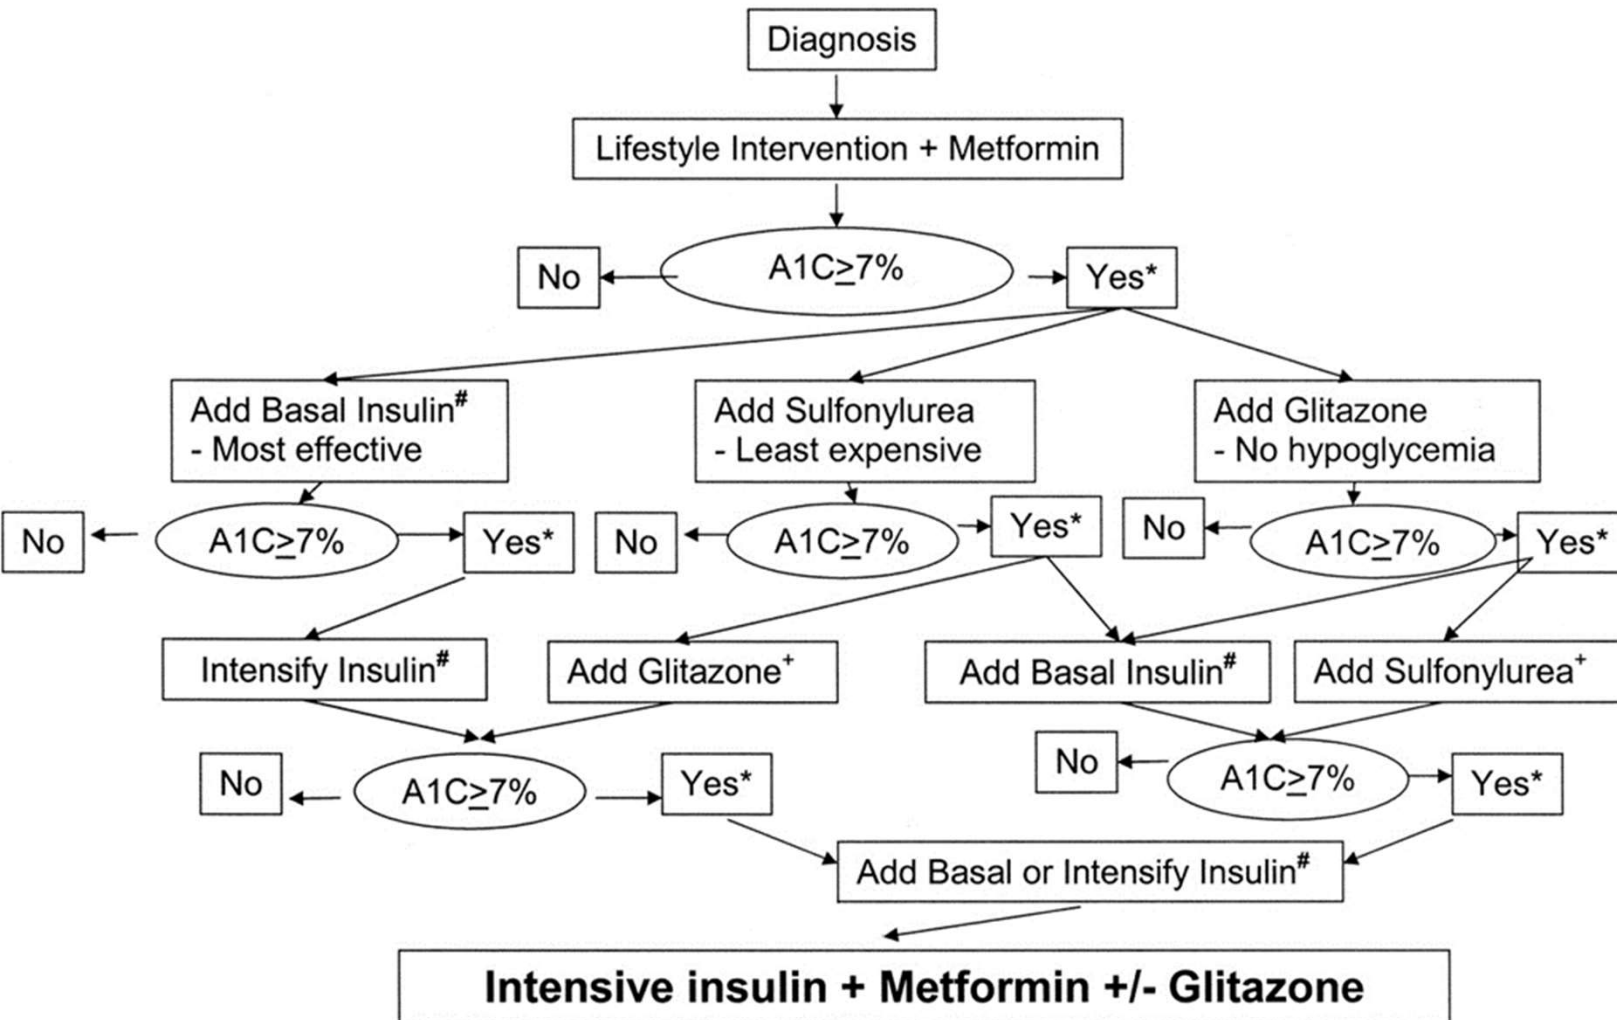 Diagnosis
Lifestyle Intervention + Metformin
No
A1C≥7%
Yes*
Add Basal Insulin#
- Most effective
Add Sulfonylurea
- Least expensive
Add Glitazone
- No hypoglycemia
No
A1C≥7%
Yes*
No
A1C≥7%
Yes*
No
A1C≥7%
Yes*
Intensify Insulin#
Add Glitazone+
Add Basal Insulin#
Add Sulfonylurea+
No
A1C≥7%
Yes*
No
A1C≥7%
Yes*
Add Basal or Intensify Insulin#
Intensive insulin + Metformin +/- Glitazone